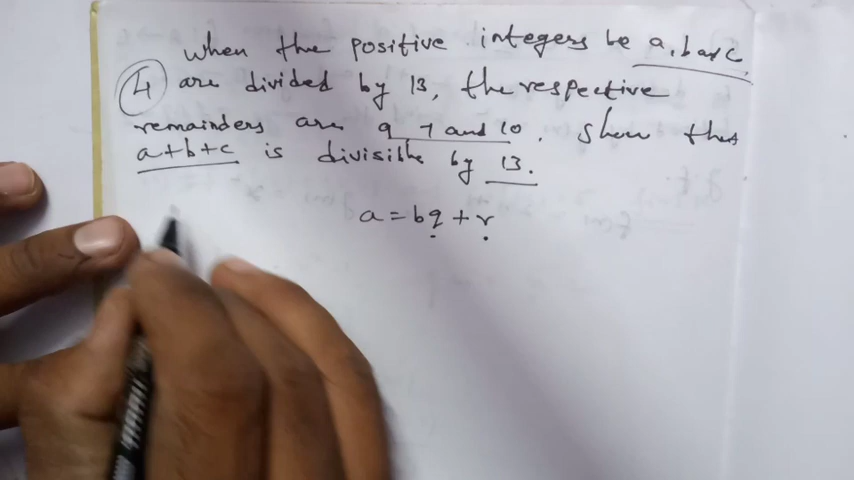 when the positive integers be a, b and c
④ are divided by 13, the respective
remainders are 9 7 and 10. Show that
a+b+c is divisible by 13.
a = bq + r